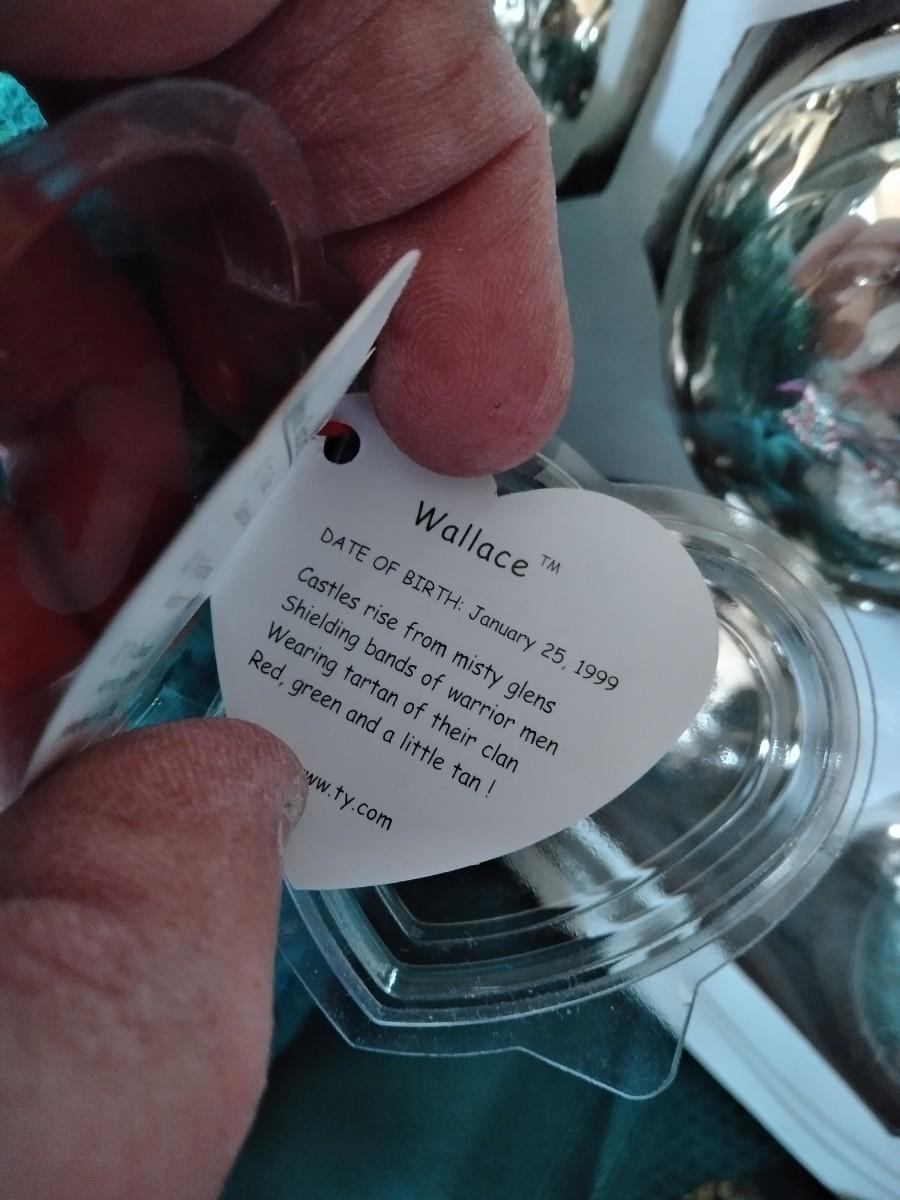 Wallace ™
DATE OF BIRTH: January 25, 1999
Castles rise from misty glens
Shielding bands of warrior men
Wearing tartan of their clan
Red, green and a little tan !
ww.ty.com